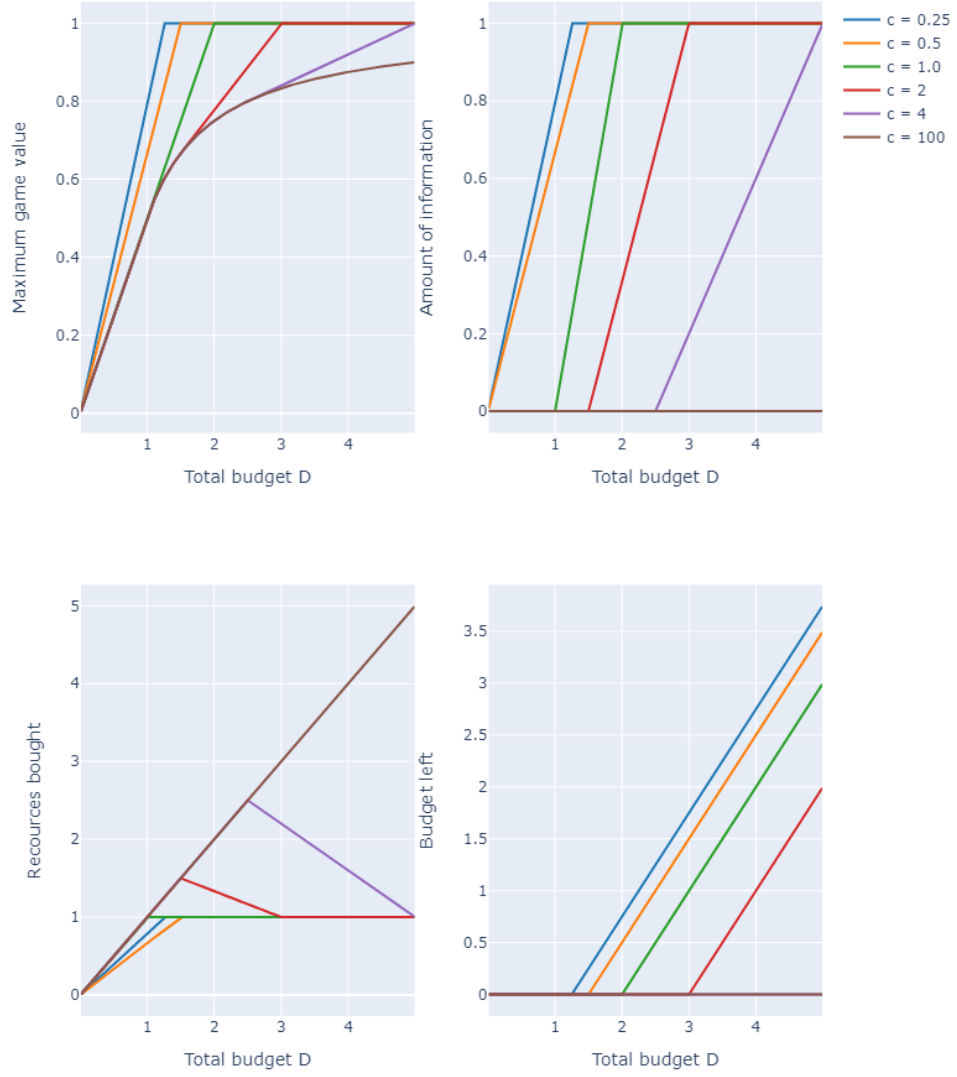 Maximum game value
1
0.8
0.6
0.4
0.2
0
1 2 3 4
Total budget D
Amount of information
1
0.8
0.6
0.4
0.2
0
1 2 3 4
Total budget D
c = 0.25
c = 0.5
c = 1.0
c = 2
c = 4
c = 100
Recources bought
5
4
3
2
1
0
1 2 3 4
Total budget D
Budget left
3.5
3
2.5
2
1.5
1
0.5
0
1 2 3 4
Total budget D